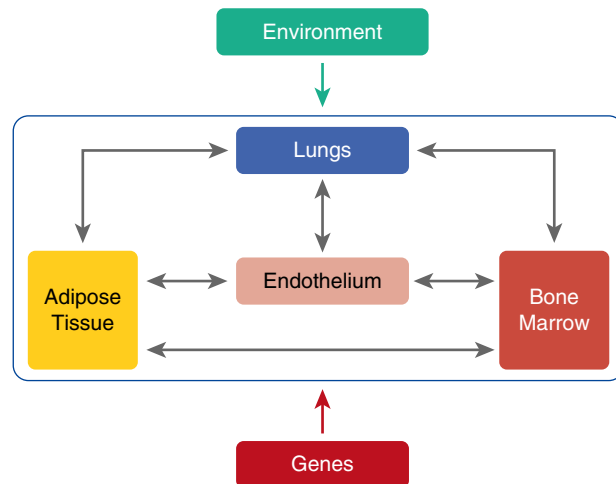 Environment
Lungs
Adipose
Tissue
Endothelium
Bone
Marrow
Genes